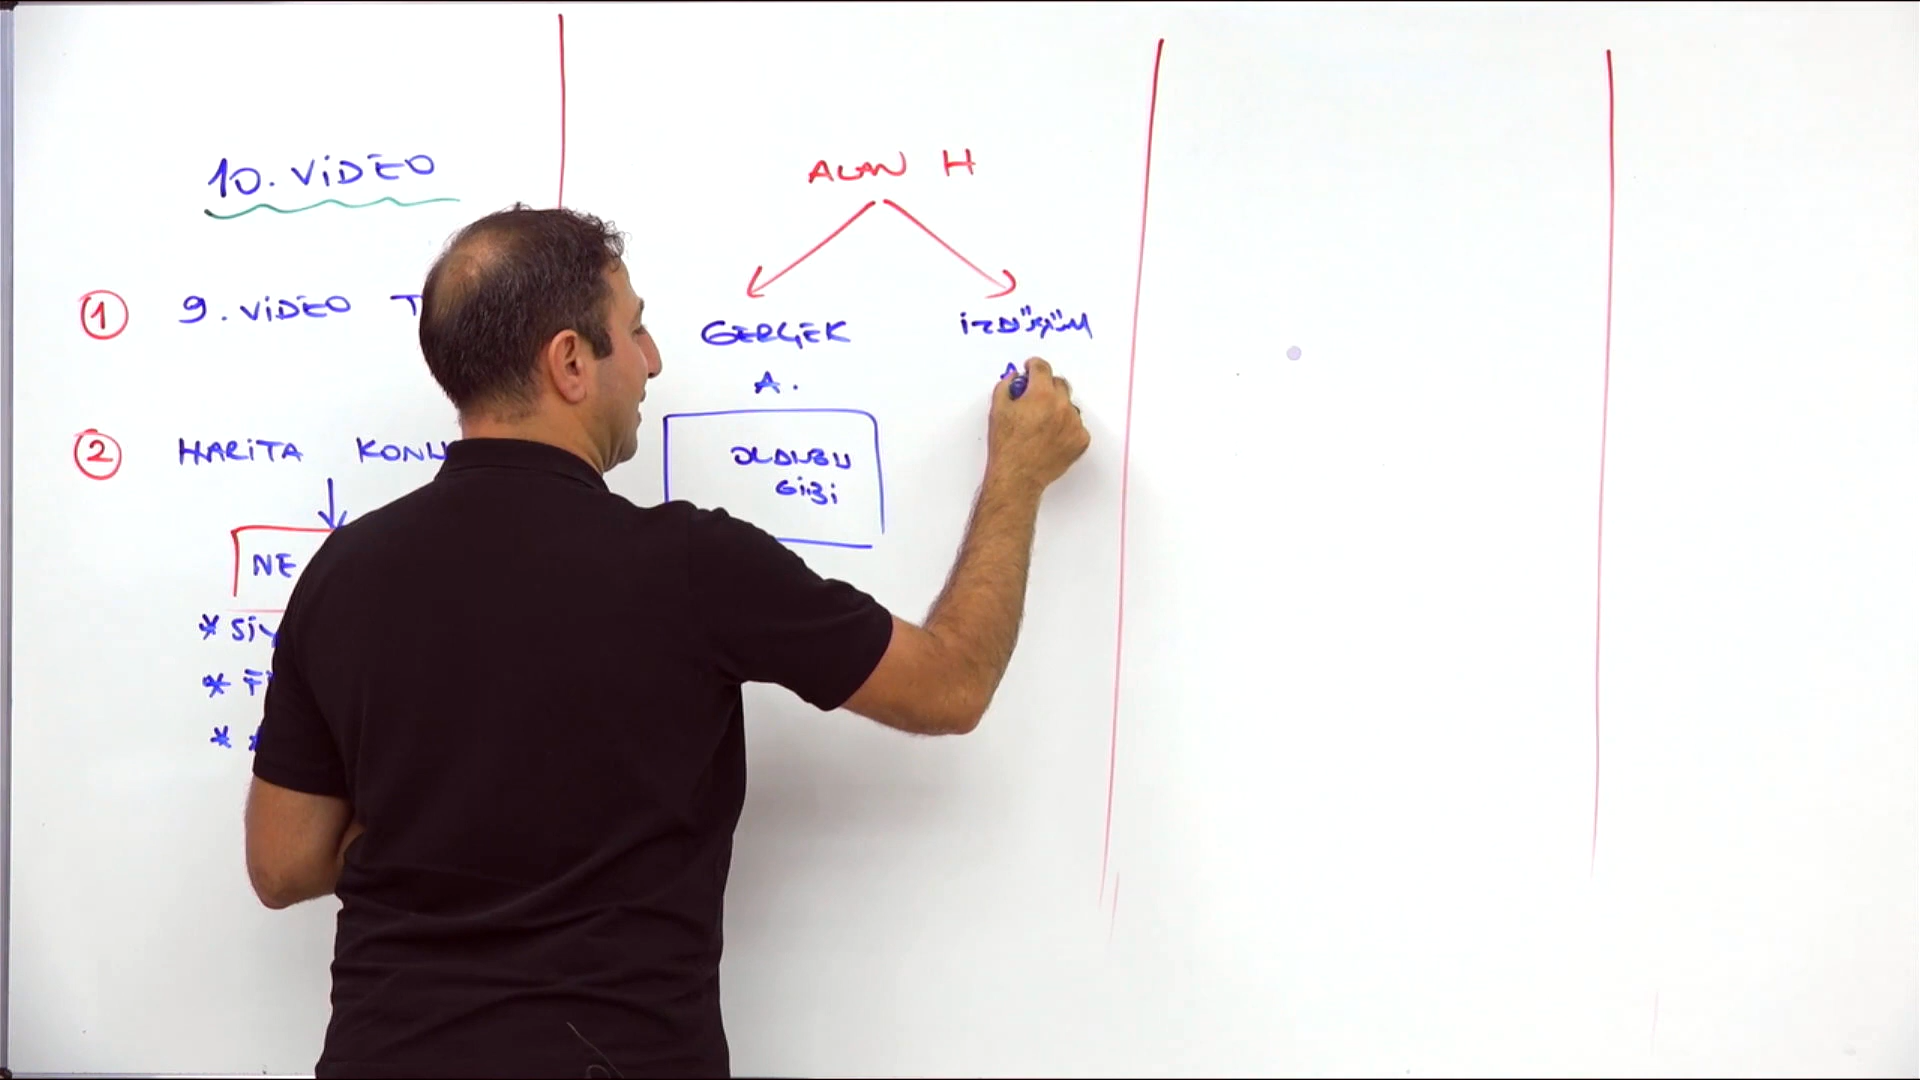 10. VİDEO
① 9. VİDEO T
② HARİTA KONU
NE
* SİY
* Fİ
*
ALAN H
GERÇEK
A.
OLDUĞU
GİBİ
İZDÜŞÜM
A